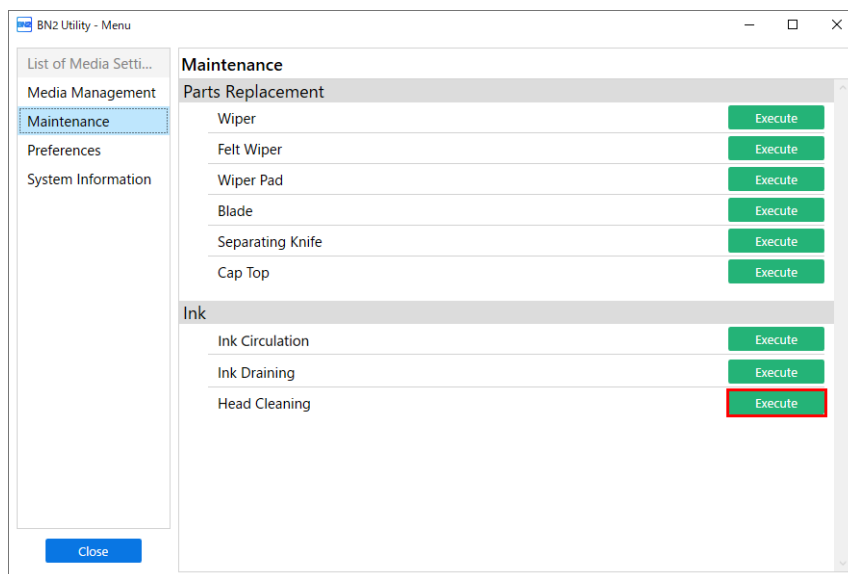 BN2 BN2 Utility - Menu
List of Media Setti...
Media Management
Maintenance
Preferences
System Information
Close
Maintenance
Parts Replacement
Wiper Execute
Felt Wiper Execute
Wiper Pad Execute
Blade Execute
Separating Knife Execute
Cap Top Execute
Ink
Ink Circulation Execute
Ink Draining Execute
Head Cleaning Execute